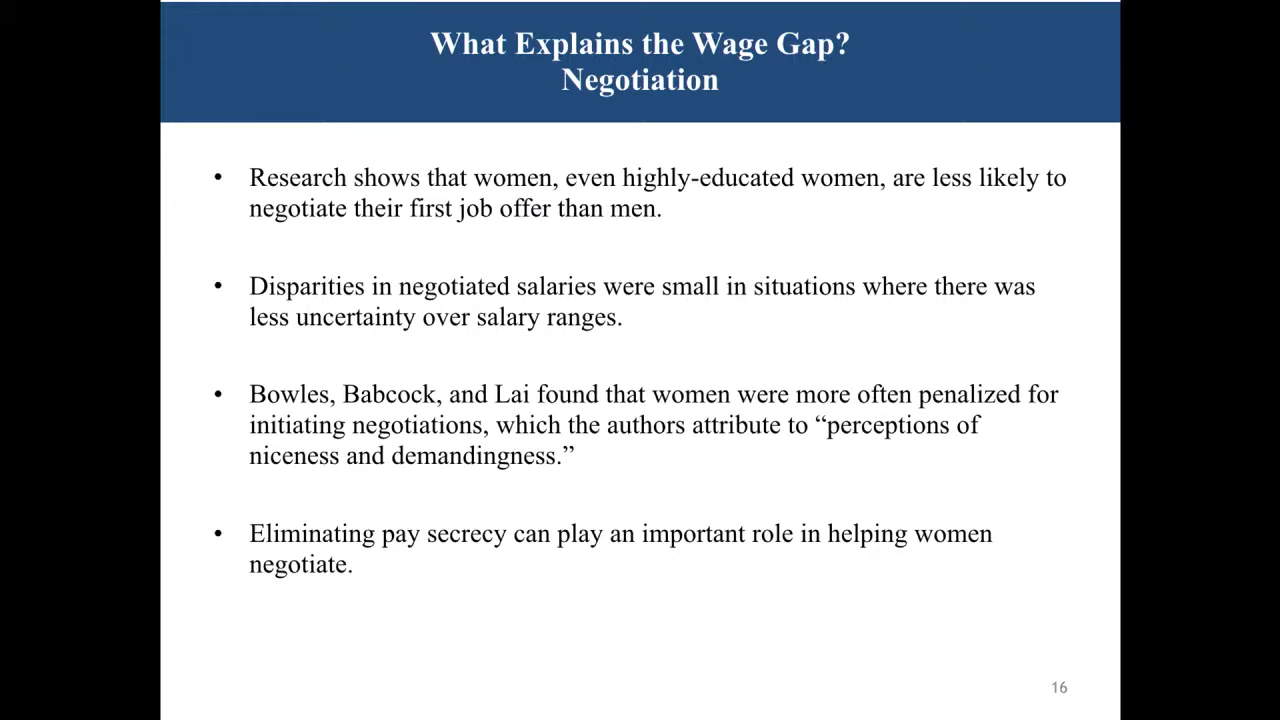 What Explains the Wage Gap?
Negotiation
• Research shows that women, even highly-educated women, are less likely to
negotiate their first job offer than men.
• Disparities in negotiated salaries were small in situations where there was
less uncertainty over salary ranges.
• Bowles, Babcock, and Lai found that women were more often penalized for
initiating negotiations, which the authors attribute to “perceptions of
niceness and demandingness.”
• Eliminating pay secrecy can play an important role in helping women
negotiate.
16